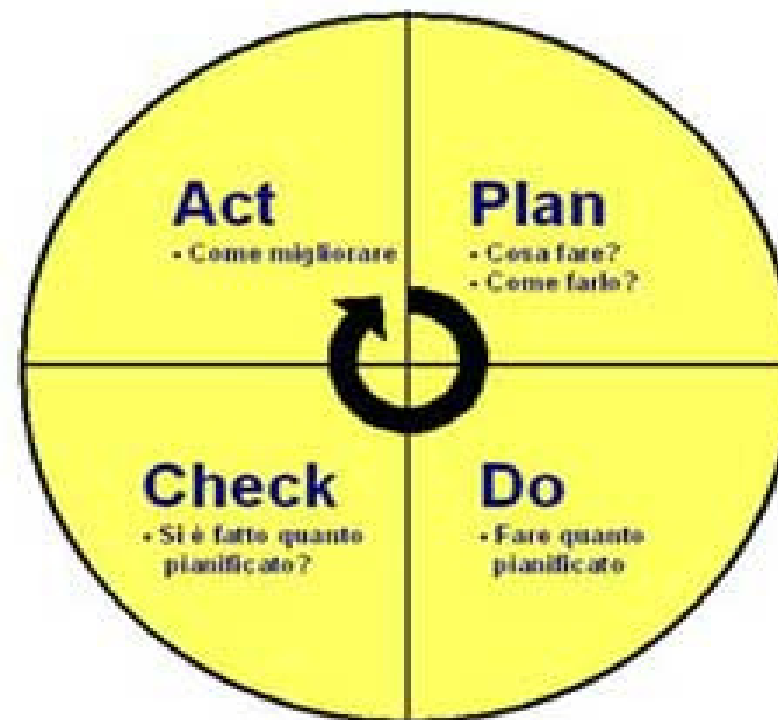 Act
- Come migliorare
Plan
- Cosa fare?
- Come farlo?
Check
- Si è fatto quanto
pianificato?
Do
- Fare quanto
pianificato